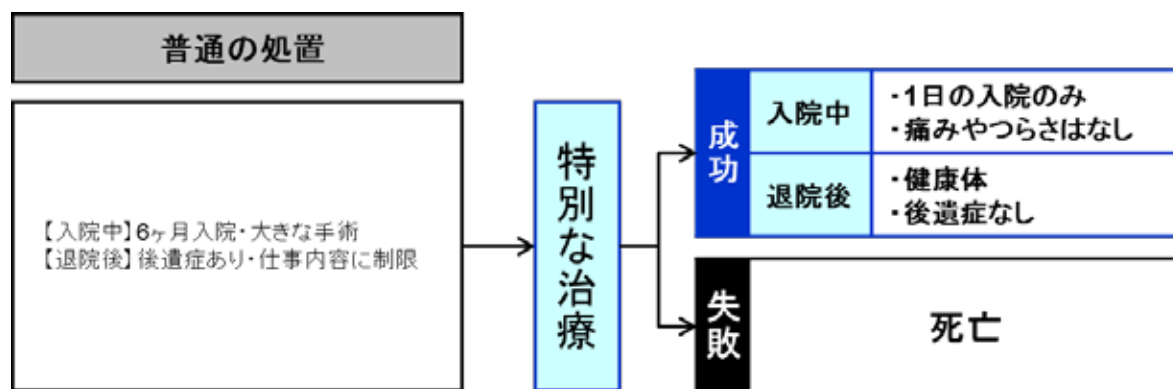 普通の処置
【入院中】6ヶ月入院・大きな手術
【退院後】後遺症あり・仕事内容に制限
特別な治療
成功
入院中
・1日の入院のみ
・痛みやつらさはなし
退院後
・健康体
・後遺症なし
失敗
死亡